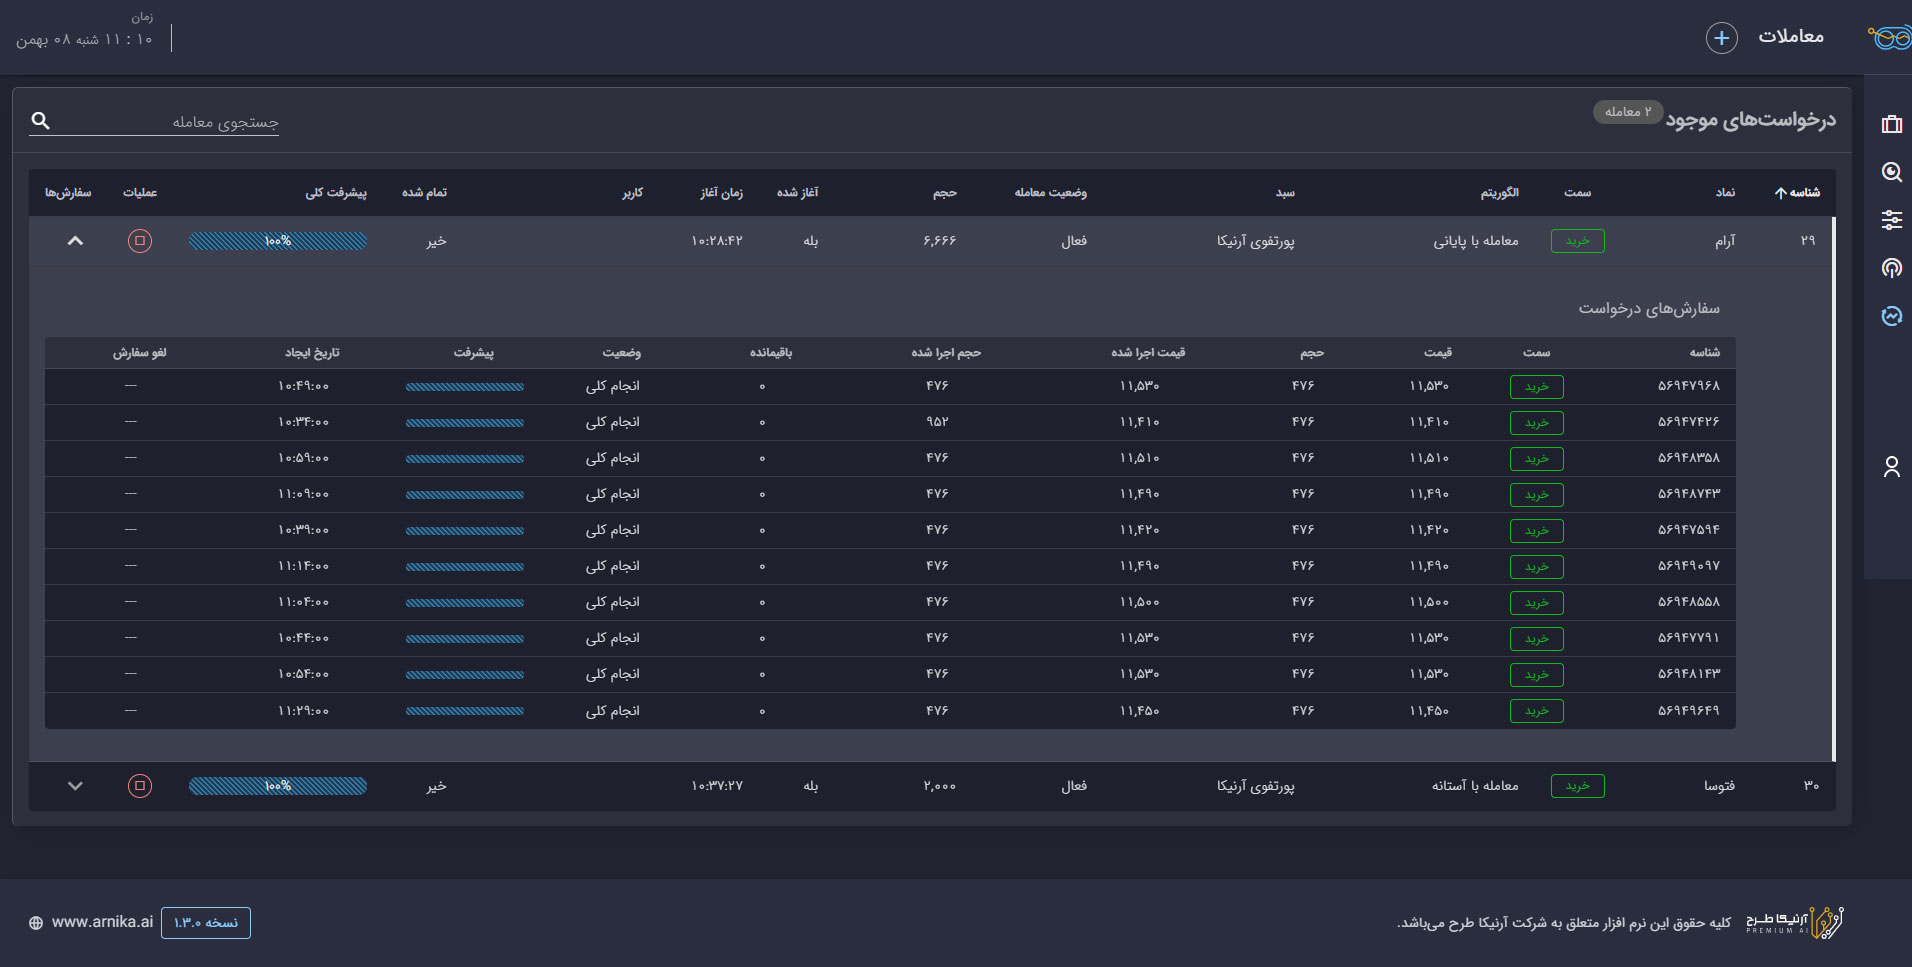 معاملات
زمان
۱۰ : ۱۱ شنبه ۰۸ بهمن
درخواست‌های موجود ۲ معامله
جستجوی معامله
شناسه نماد سمت الگوریتم سبد وضعیت معامله حجم آغاز شده زمان آغاز کاربر تمام شده پیشرفت کلی عملیات سفارش‌ها
۲۹ آرام خرید معامله با پایانی پورتفوی آرنیکا فعال ۶,۶۶۶ بله ۱۰:۲۸:۴۲ خیر ۱۰۰%
سفارش‌های درخواست
شناسه سمت قیمت حجم قیمت اجرا شده حجم اجرا شده باقیمانده وضعیت پیشرفت تاریخ ایجاد لغو سفارش
۵۶۹۴۷۹۶۸ خرید ۱۱,۵۳۰ ۴۷۶ ۱۱,۵۳۰ ۴۷۶ ۰ انجام کلی ۱۰:۴۹:۰۰ ---
۵۶۹۴۷۴۲۶ خرید ۱۱,۴۱۰ ۴۷۶ ۱۱,۴۱۰ ۹۵۲ ۰ انجام کلی ۱۰:۳۴:۰۰ ---
۵۶۹۴۸۳۵۸ خرید ۱۱,۵۱۰ ۴۷۶ ۱۱,۵۱۰ ۴۷۶ ۰ انجام کلی ۱۰:۵۹:۰۰ ---
۵۶۹۴۸۷۴۳ خرید ۱۱,۴۹۰ ۴۷۶ ۱۱,۴۹۰ ۴۷۶ ۰ انجام کلی ۱۱:۰۹:۰۰ ---
۵۶۹۴۷۵۹۴ خرید ۱۱,۴۲۰ ۴۷۶ ۱۱,۴۲۰ ۴۷۶ ۰ انجام کلی ۱۰:۳۹:۰۰ ---
۵۶۹۴۹۰۹۷ خرید ۱۱,۴۹۰ ۴۷۶ ۱۱,۴۹۰ ۴۷۶ ۰ انجام کلی ۱۱:۱۴:۰۰ ---
۵۶۹۴۸۵۵۸ خرید ۱۱,۵۰۰ ۴۷۶ ۱۱,۵۰۰ ۴۷۶ ۰ انجام کلی ۱۱:۰۴:۰۰ ---
۵۶۹۴۷۷۹۱ خرید ۱۱,۵۳۰ ۴۷۶ ۱۱,۵۳۰ ۴۷۶ ۰ انجام کلی ۱۰:۴۴:۰۰ ---
۵۶۹۴۸۱۴۳ خرید ۱۱,۵۳۰ ۴۷۶ ۱۱,۵۳۰ ۴۷۶ ۰ انجام کلی ۱۰:۵۴:۰۰ ---
۵۶۹۴۹۶۴۹ خرید ۱۱,۴۵۰ ۴۷۶ ۱۱,۴۵۰ ۴۷۶ ۰ انجام کلی ۱۱:۲۹:۰۰ ---
۳۰ فتوسا خرید معامله با آستانه پورتفوی آرنیکا فعال ۲,۰۰۰ بله ۱۰:۳۷:۲۷ خیر ۱۰۰%
آرنیکا طرح
PREMIUM AI
کلیه حقوق این نرم افزار متعلق به شرکت آرنیکا طرح می‌باشد.
نسخه ۱.۳.۰ www.arnika.ai